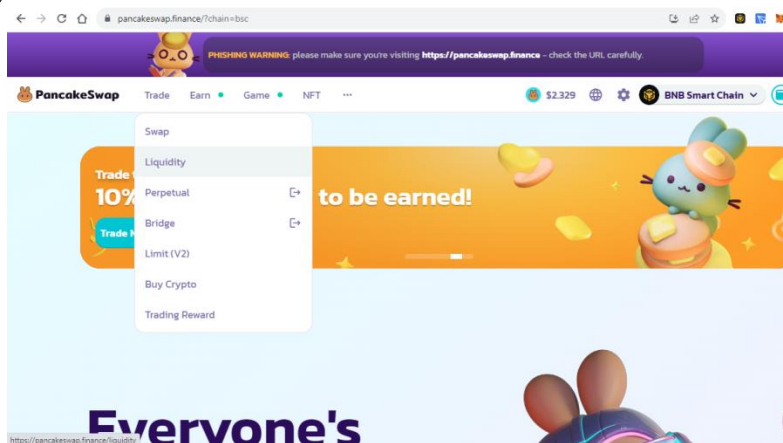 pancakeswap.finance/?chain=bsc
PHISHING WARNING: please make sure you're visiting https://pancakeswap.finance - check the URL carefully.
PancakeSwap Trade Earn Game NFT ... $2.329 BNB Smart Chain
Swap
Liquidity
Perpetual
Bridge
Limit (V2)
Buy Crypto
Trading Reward
Trade
10% to be earned!
Trade
Everyone's
https://pancakeswap.finance/liquidity